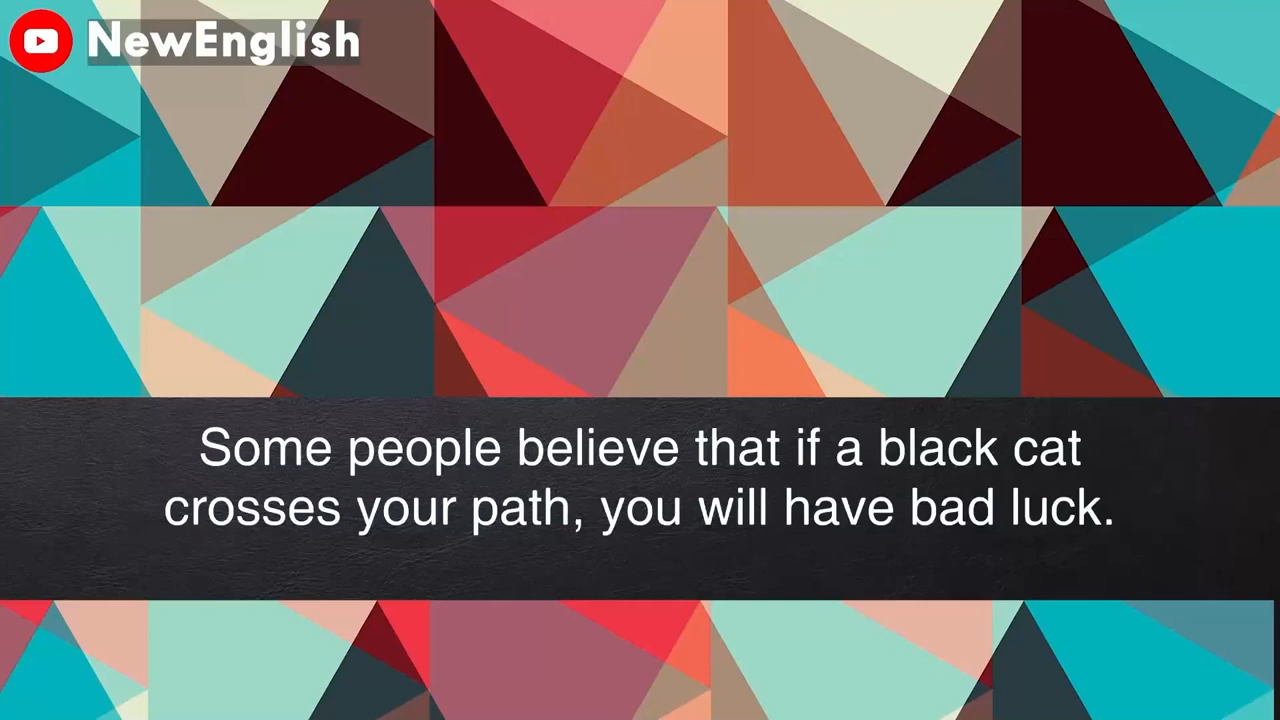 NewEnglish
Some people believe that if a black cat
crosses your path, you will have bad luck.